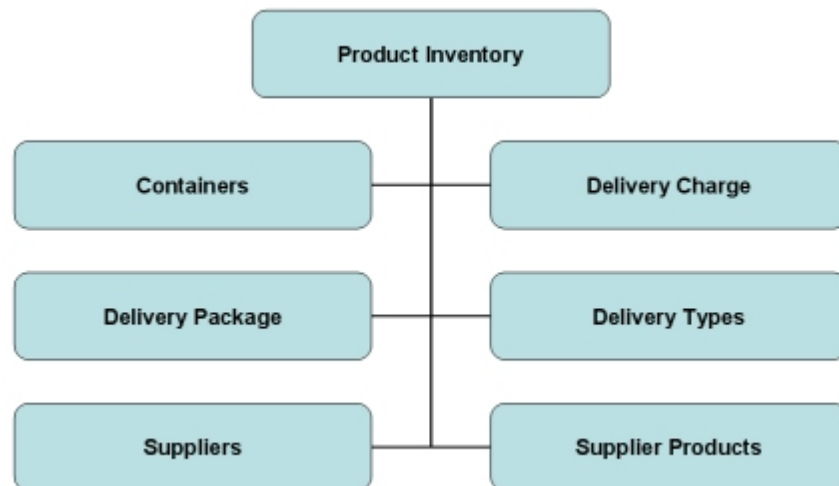 Product Inventory
Containers
Delivery Charge
Delivery Package
Delivery Types
Suppliers
Supplier Products